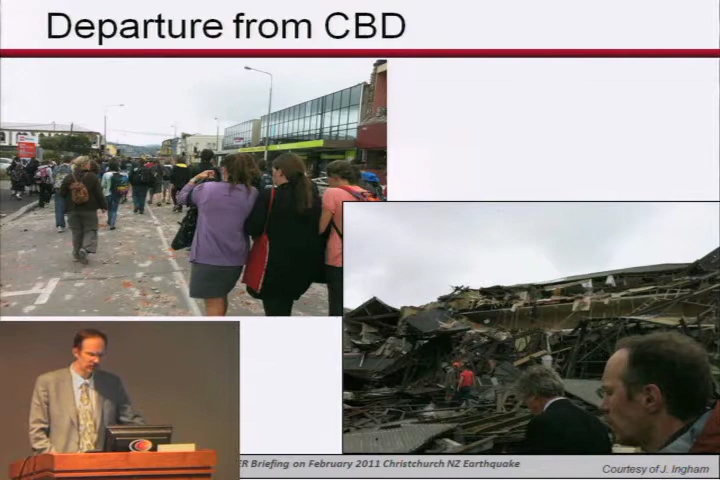 Departure from CBD
ER Briefing on February 2011 Christchurch NZ Earthquake
Courtesy of J. Ingham